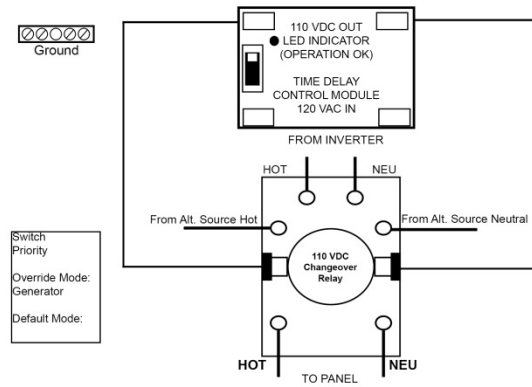 110 VDC OUT
LED INDICATOR
(OPERATION OK)
TIME DELAY
CONTROL MODULE
120 VAC IN
Ground
FROM INVERTER
HOT
NEU
From Alt. Source Hot
From Alt. Source Neutral
110 VDC
Changeover
Relay
Switch
Priority
Override Mode:
Generator
Default Mode:
HOT
NEU
TO PANEL